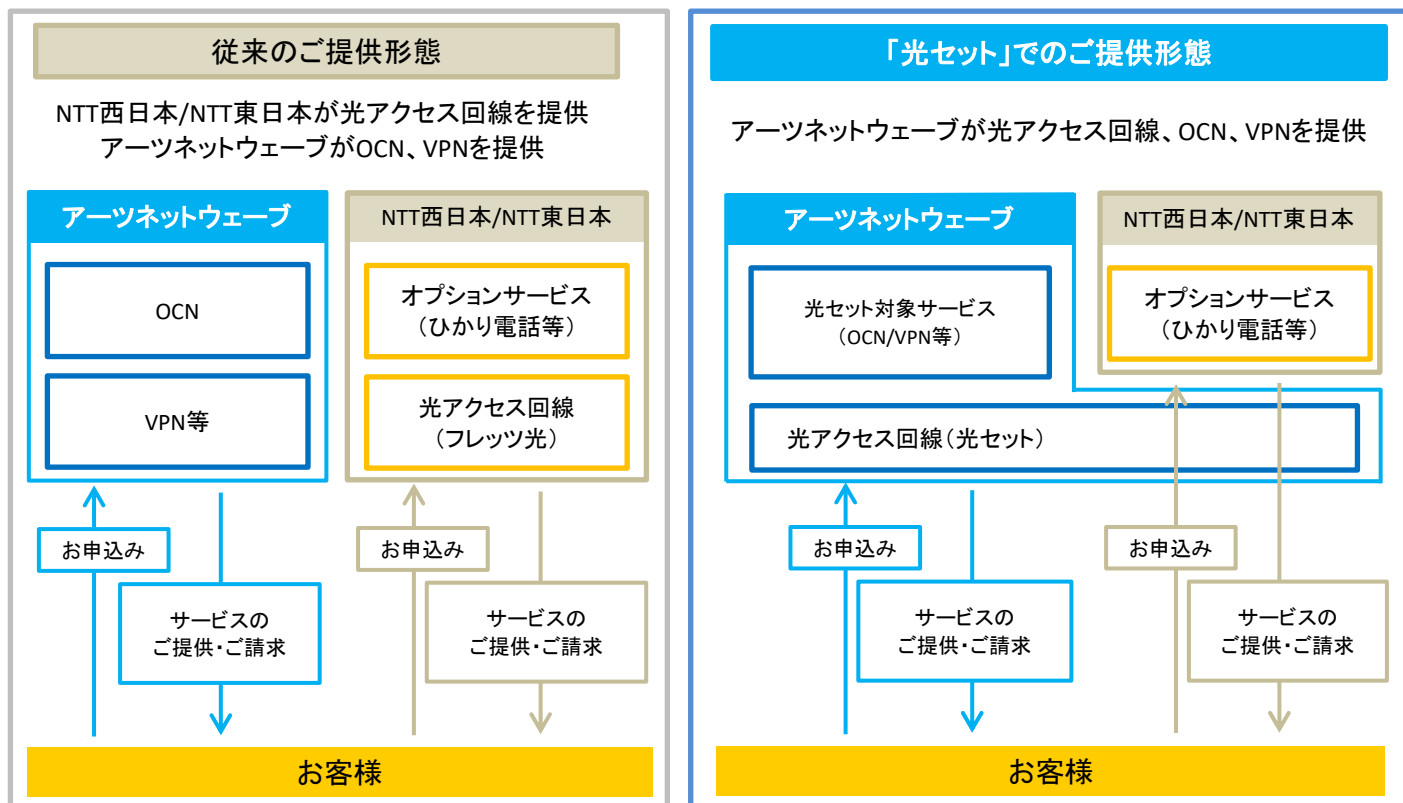 従来のご提供形態
NTT西日本/NTT東日本が光アクセス回線を提供
アーツネットウェーブがOCN、VPNを提供
アーツネットウェーブ
NTT西日本/NTT東日本
OCN
オプションサービス
(ひかり電話等)
VPN等
光アクセス回線
(フレッツ光)
お申込み
お申込み
サービスの
ご提供・ご請求
サービスの
ご提供・ご請求
お客様
「光セット」でのご提供形態
アーツネットウェーブが光アクセス回線、OCN、VPNを提供
アーツネットウェーブ
NTT西日本/NTT東日本
光セット対象サービス
(OCN/VPN等)
オプションサービス
(ひかり電話等)
光アクセス回線(光セット)
お申込み
お申込み
サービスの
ご提供・ご請求
サービスの
ご提供・ご請求
お客様